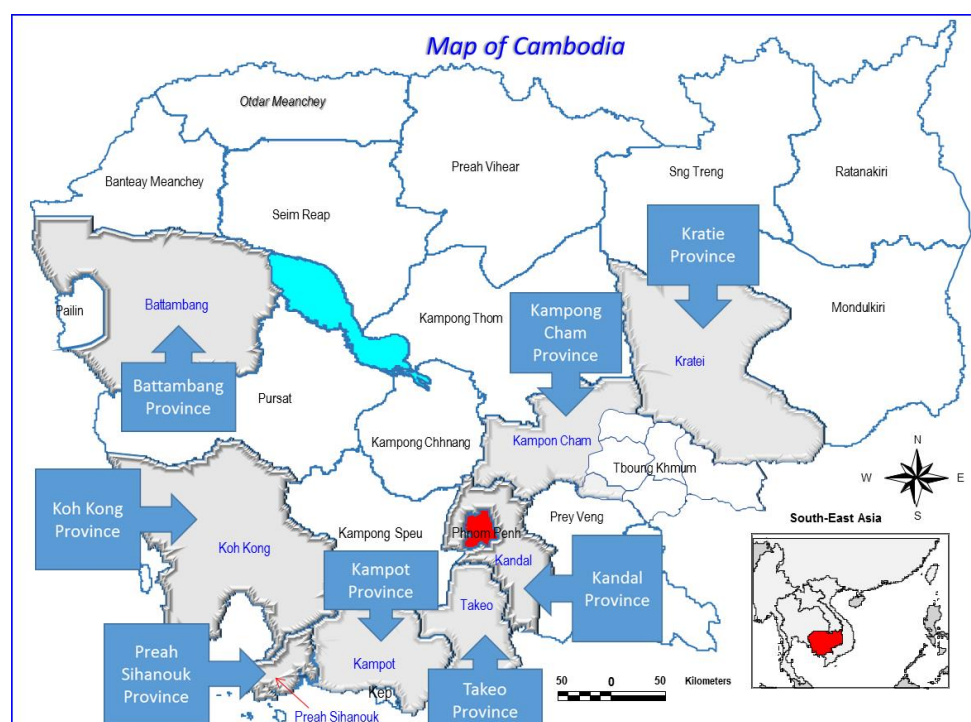 Map of Cambodia
Otdar Meanchey
Banteay Meanchey
Preah Vihear
Sng Treng
Ratanakiri
Seim Reap
Kratie
Province
Pailin
Battambang
Kampong Thom
Kampong
Cham
Province
Mondulkiri
Kratei
Battambang
Province
Pursat
Kampong Chhnang
Kampon Cham
Tboung Khmum
N
W
E
S
Koh Kong
Province
Koh Kong
Kampong Speu
Phnom Penh
Prey Veng
South-East Asia
Kandal
Kampot
Province
Kandal
Province
Takeo
Preah
Sihanouk
Province
Kampot
Kep
Takeo
Province
50 0 50 Kilometers
Preah Sihanouk